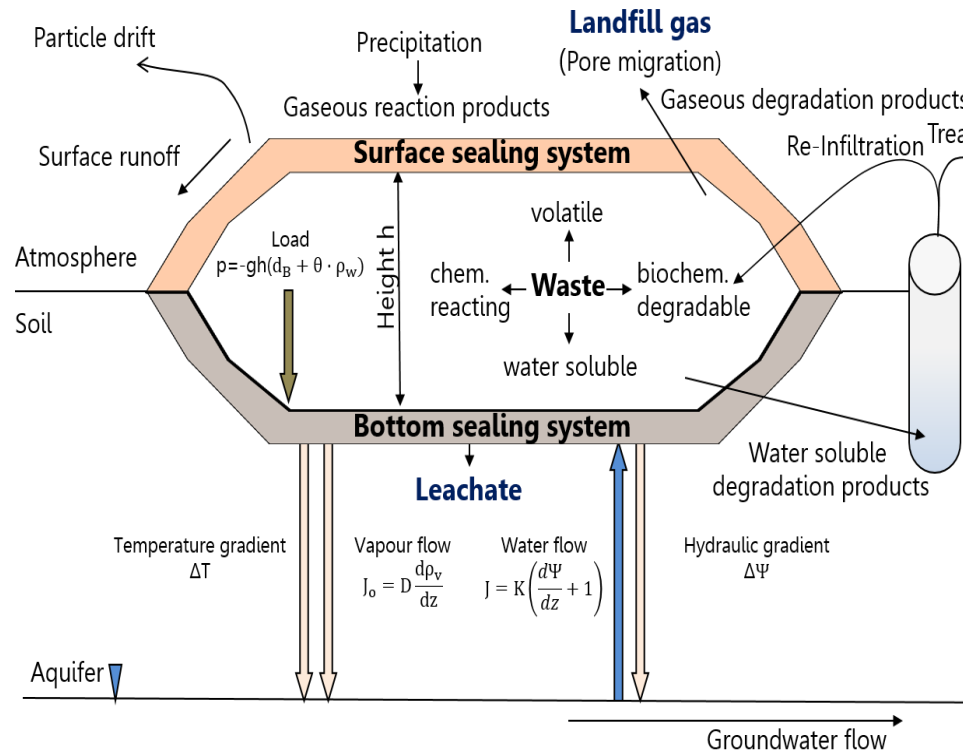 Particle drift
Precipitation
Landfill gas
(Pore migration)
Gaseous reaction products
Gaseous degradation products
Surface runoff
Surface sealing system
Re-Infiltration
Trea
volatile
Load
p=-gh(d_B + θ · ρ_w)
Height h
Atmosphere
Soil
chem.
reacting
Waste
biochem.
degradable
water soluble
Bottom sealing system
Water soluble
degradation products
Leachate
Temperature gradient
ΔT
Vapour flow
J_o = D dρ_v/dz
Water flow
J = K(dΨ/dz + 1)
Hydraulic gradient
ΔΨ
Aquifer
Groundwater flow